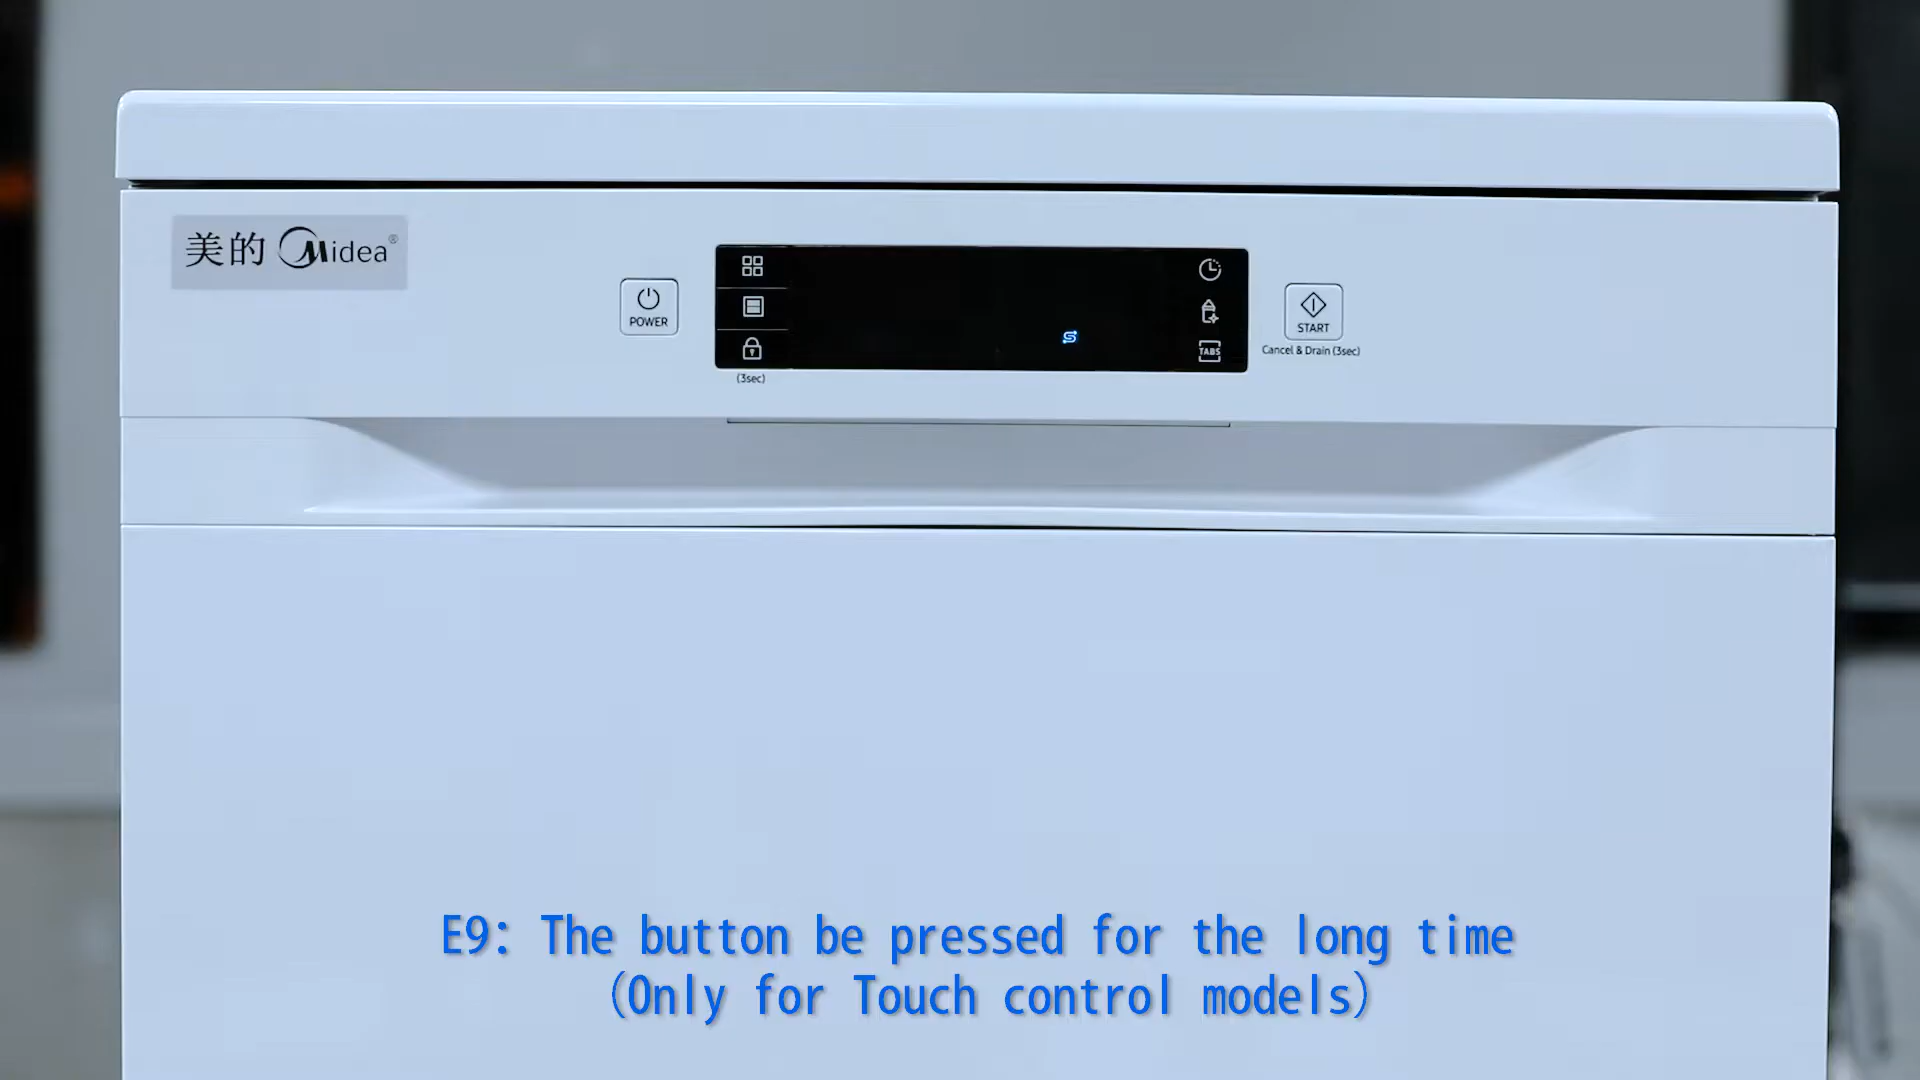 美的 Midea®
POWER
(3sec)
TABS
START
Cancel & Drain (3sec)
E9: The button be pressed for the long time
(Only for Touch control models)